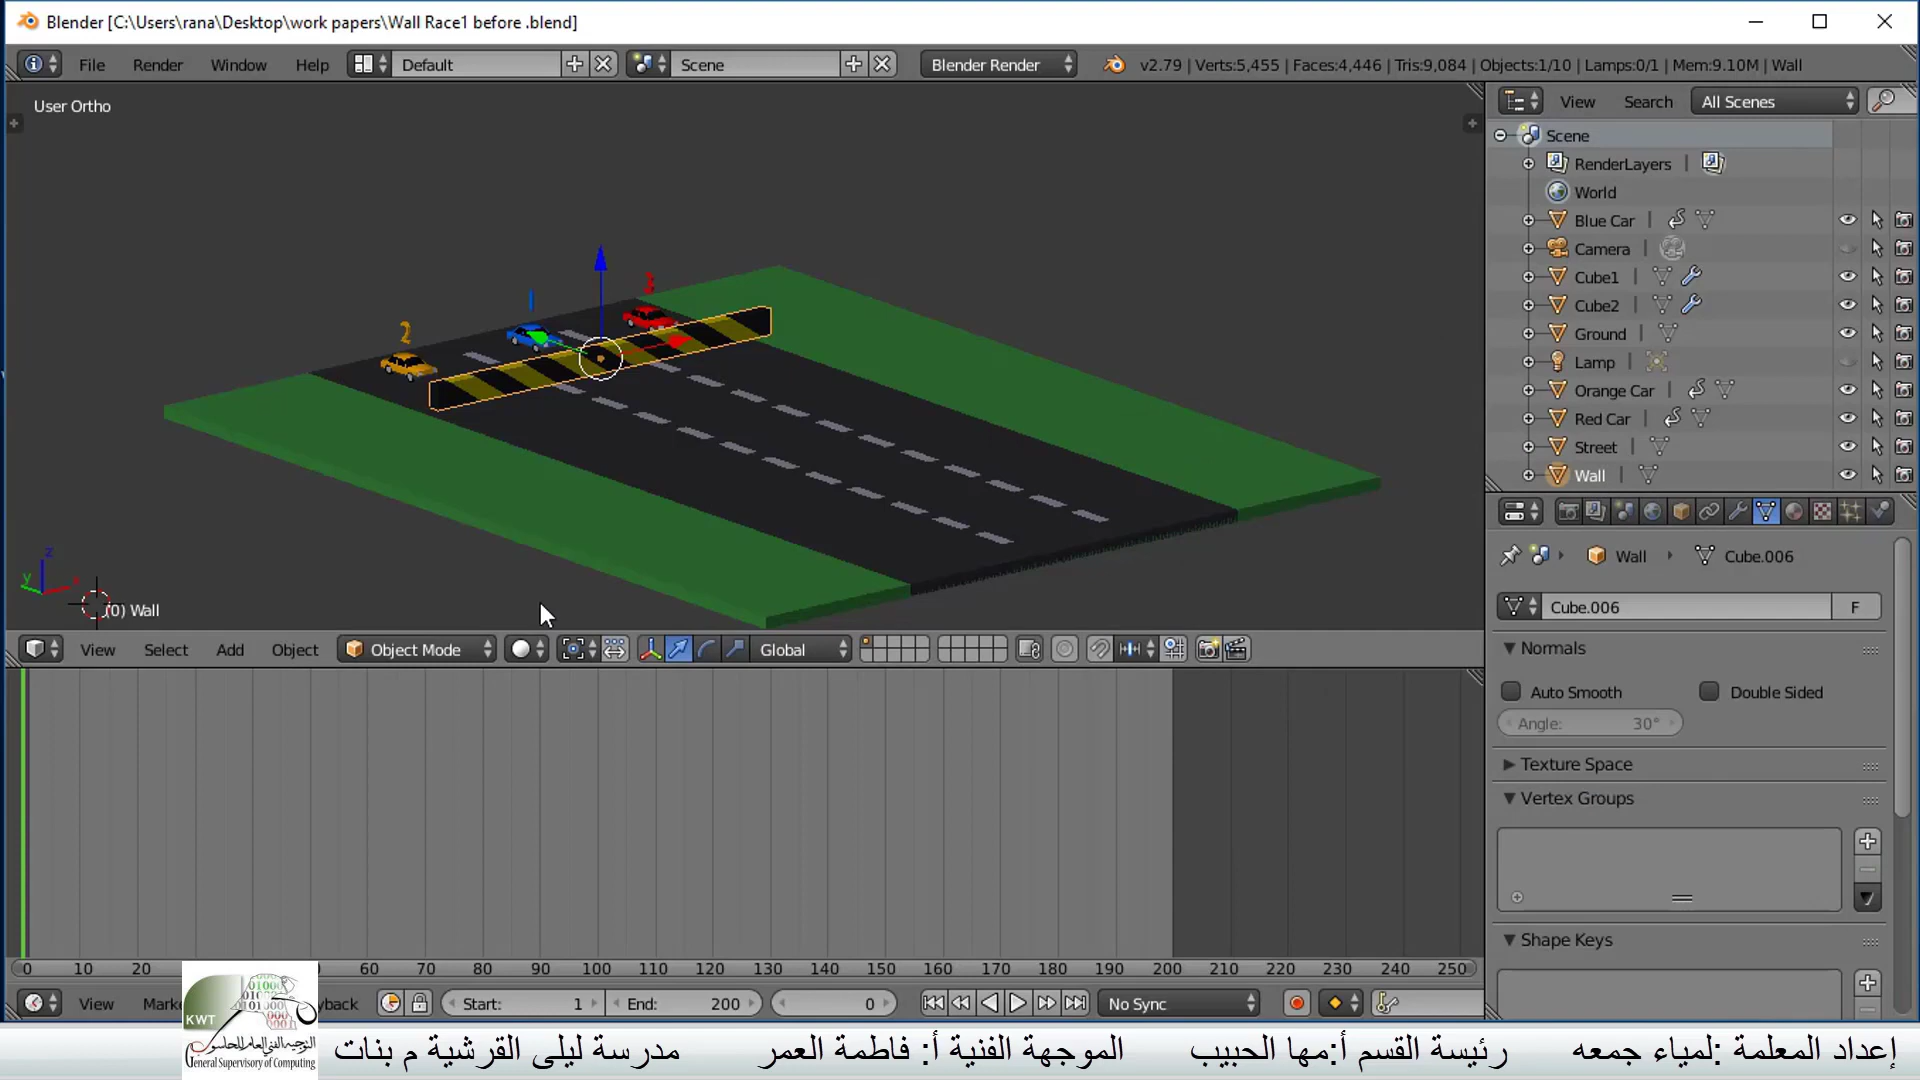 Blender [C:\Users\rana\Desktop\work papers\Wall Race1 before .blend]
File Render Window Help Default Scene Blender Render v2.79 | Verts:5,455 | Faces:4,446 | Tris:9,084 | Objects:1/10 | Lamps:0/1 | Mem:9.10M | Wall
User Ortho
View Search All Scenes
Scene
RenderLayers
World
Blue Car
Camera
Cube1
Cube2
Ground
Lamp
Orange Car
Red Car
Street
Wall
2 1 3
z y x
(0) Wall
View Select Add Object Object Mode Global
Wall Cube.006
Cube.006 F
Normals
Auto Smooth Double Sided
Angle: 30°
Texture Space
Vertex Groups
Shape Keys
0 10 20 60 70 80 90 100 110 120 130 140 150 160 170 180 190 200 210 220 230 240 250
View Marke yback Start: 1 End: 200 0 No Sync
KWT
التوجيه الفني العام للحاسوب
General Supervisory of Computing
إعداد المعلمة :لمياء جمعه رئيسة القسم أ:مها الحبيب الموجهة الفنية أ: فاطمة العمر مدرسة ليلى القرشية م بنات